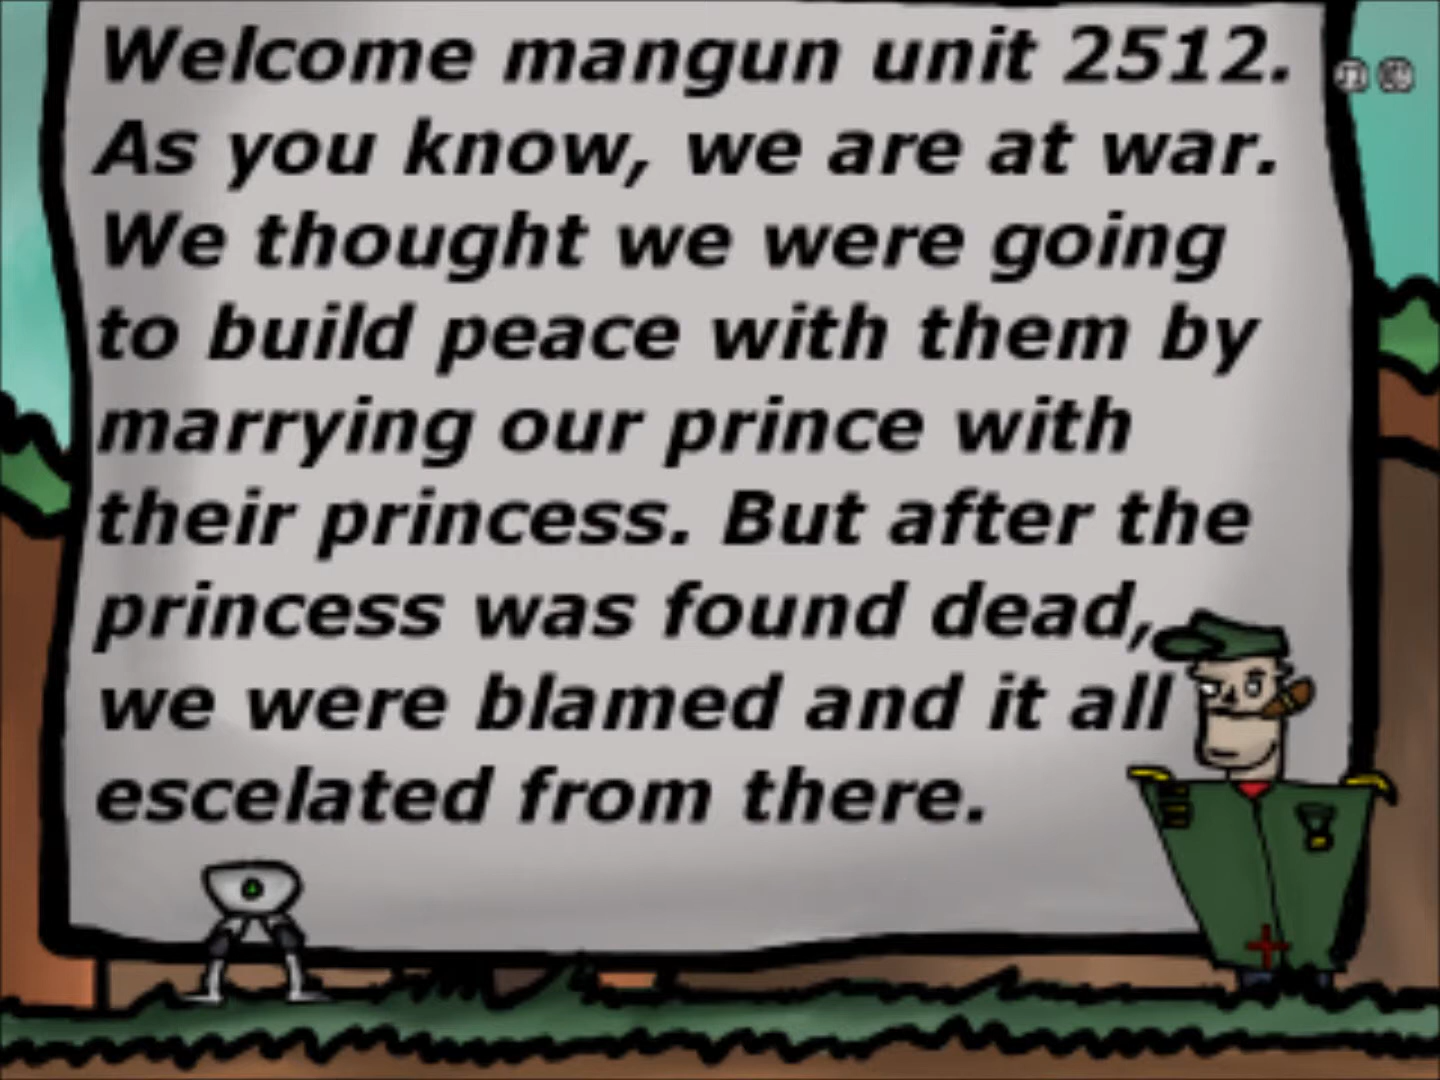 Welcome mangun unit 2512.
As you know, we are at war.
We thought we were going
to build peace with them by
marrying our prince with
their princess. But after the
princess was found dead,
we were blamed and it all
escelated from there.